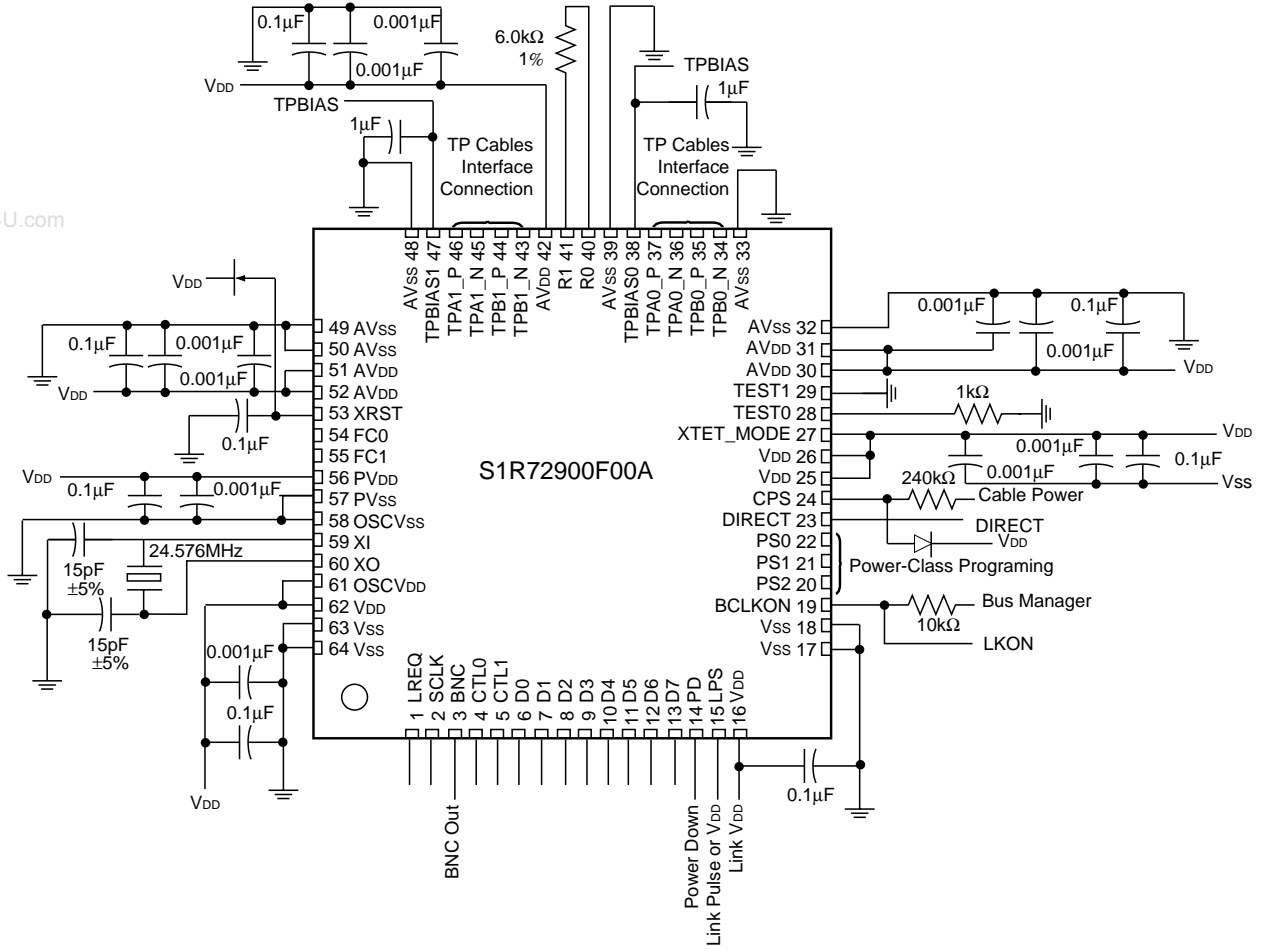 0.1µF
0.001µF
0.001µF
VDD
TPBIAS
1µF
6.0kΩ
1%
TPBIAS
1µF
TP Cables
Interface
Connection
TP Cables
Interface
Connection
U.com
AVSS 48
TPBIAS1 47
TPA1_P 46
TPA1_N 45
TPB1_P 44
TPB1_N 43
AVDD 42
R1 41
R0 40
AVSS 39
TPBIAS0 38
TPA0_P 37
TPA0_N 36
TPB0_P 35
TPB0_N 34
AVSS 33
VDD
0.1µF
0.001µF
0.001µF
VDD
0.1µF
VDD
0.1µF
0.001µF
24.576MHz
15pF
±5%
15pF
±5%
0.001µF
0.1µF
VDD
49 AVSS
50 AVSS
51 AVDD
52 AVDD
53 XRST
54 FC0
55 FC1
56 PVDD
57 PVSS
58 OSCVSS
59 XI
60 XO
61 OSCVDD
62 VDD
63 VSS
64 VSS
S1R72900F00A
AVSS 32
AVDD 31
AVDD 30
TEST1 29
TEST0 28
XTET_MODE 27
VDD 26
VDD 25
CPS 24
DIRECT 23
PS0 22
PS1 21
PS2 20
BCLKON 19
VSS 18
VSS 17
0.001µF
0.1µF
0.001µF
VDD
1kΩ
VDD
0.001µF
0.001µF
0.1µF
VSS
240kΩ
Cable Power
DIRECT
VDD
Power-Class Programing
Bus Manager
10kΩ
LKON
1 LREQ
2 SCLK
3 BNC
4 CTL0
5 CTL1
6 D0
7 D1
8 D2
9 D3
10 D4
11 D5
12 D6
13 D7
14 PD
15 LPS
16 VDD
0.1µF
BNC Out
Power Down
Link Pulse or VDD
Link VDD